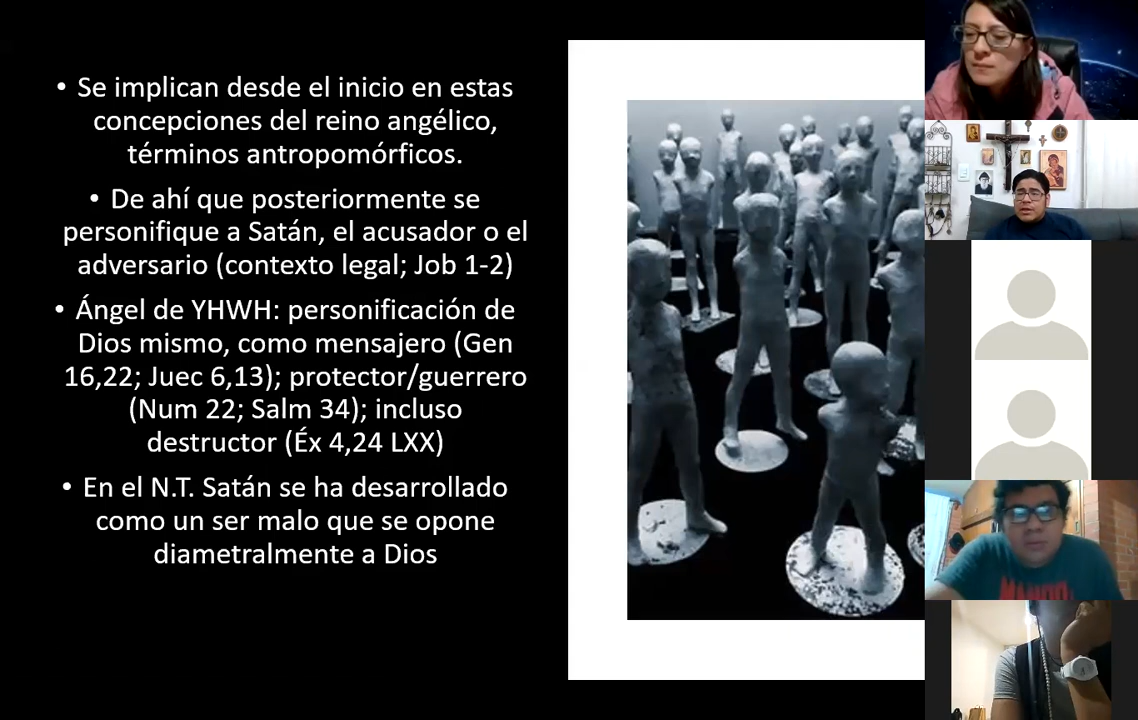 • Se implican desde el inicio en estas
concepciones del reino angélico,
términos antropomórficos.
• De ahí que posteriormente se
personifique a Satán, el acusador o el
adversario (contexto legal; Job 1-2)
• Ángel de YHWH: personificación de
Dios mismo, como mensajero (Gen
16,22; Juec 6,13); protector/guerrero
(Num 22; Salm 34); incluso
destructor (Éx 4,24 LXX)
• En el N.T. Satán se ha desarrollado
como un ser malo que se opone
diametralmente a Dios